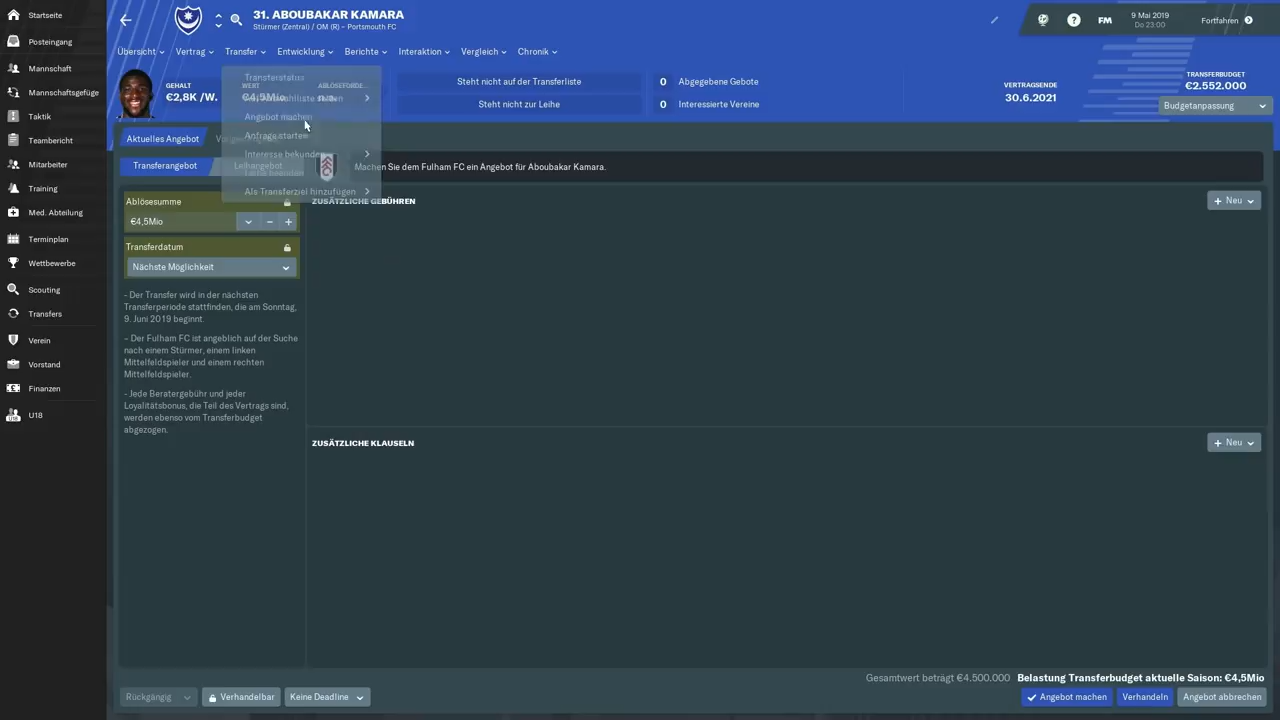 Startseite
Posteingang
Mannschaft
Mannschaftsgefüge
Taktik
Teambericht
Mitarbeiter
Training
Med. Abteilung
Terminplan
Wettbewerbe
Scouting
Transfers
Verein
Vorstand
Finanzen
U18
31. ABOUBAKAR KAMARA
Stürmer (Zentral) / OM (R) – Portsmouth FC
FM
9 Mai 2019
Do 23:00
Fortfahren
Übersicht
Vertrag
Transfer
Entwicklung
Berichte
Interaktion
Vergleich
Chronik
GEHALT
€2,8K /W.
WERT
€4,5Mio
ABLÖSEFORDE...
Transferstatus
Angebot machen
Anfrage starten
Interesse bekunden
Als Transferziel hinzufügen
Steht nicht auf der Transferliste
Steht nicht zur Leihe
0 Abgegebene Gebote
0 Interessierte Vereine
VERTRAGSENDE
30.6.2021
TRANSFERBUDGET
€2.552.000
Budgetanpassung
Aktuelles Angebot
Transferangebot
Leihangebot
Machen Sie dem Fulham FC ein Angebot für Aboubakar Kamara.
Ablösesumme
€4,5Mio
Transferdatum
Nächste Möglichkeit
- Der Transfer wird in der nächsten
Transferperiode stattfinden, die am Sonntag,
9. Juni 2019 beginnt.
- Der Fulham FC ist angeblich auf der Suche
nach einem Stürmer, einem linken
Mittelfeldspieler und einem rechten
Mittelfeldspieler.
- Jede Beratergebühr und jeder
Loyalitätsbonus, die Teil des Vertrags sind,
werden ebenso vom Transferbudget
abgezogen.
ZUSÄTZLICHE GEBÜHREN
Neu
ZUSÄTZLICHE KLAUSELN
Neu
Gesamtwert beträgt €4.500.000 Belastung Transferbudget aktuelle Saison: €4,5Mio
Rückgängig
Verhandelbar
Keine Deadline
Angebot machen
Verhandeln
Angebot abbrechen